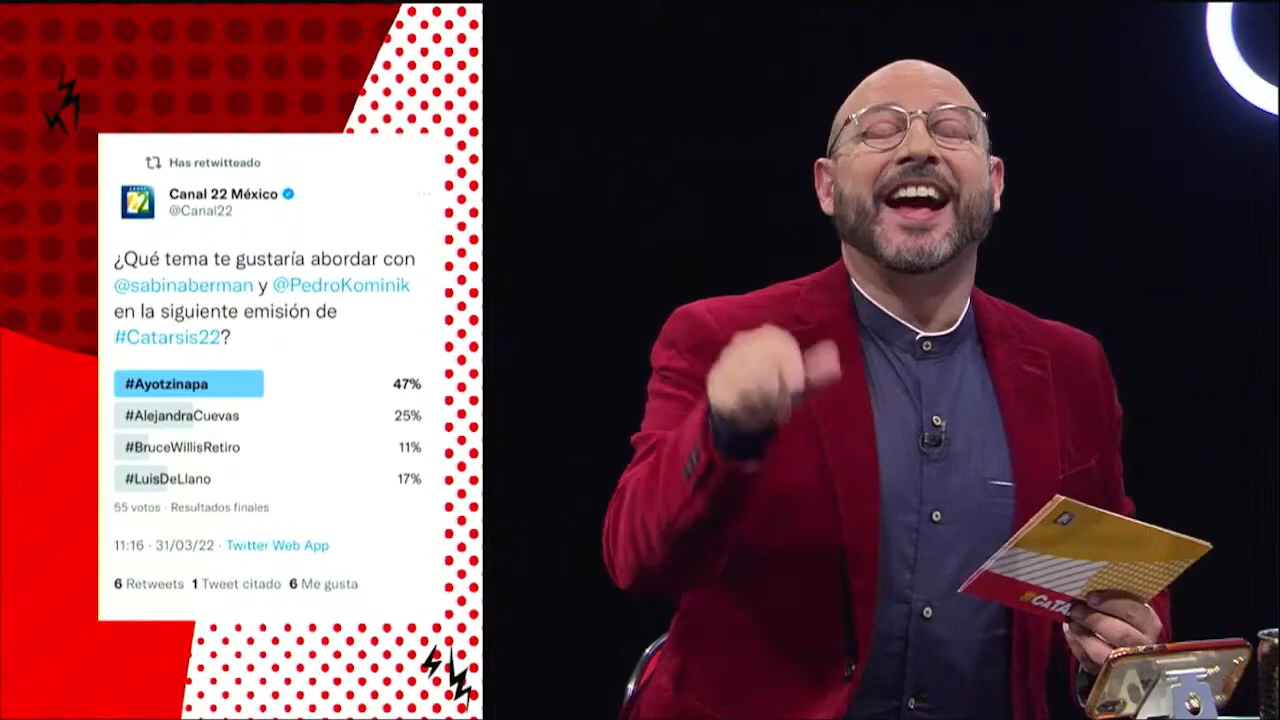 Has retwitteado
Canal 22 México
@Canal22
¿Qué tema te gustaría abordar con
@sabinaberman y @PedroKominik
en la siguiente emisión de
#Catarsis22?
#Ayotzinapa 47%
#AlejandraCuevas 25%
#BruceWillisRetiro 11%
#LuisDeLlano 17%
55 votos · Resultados finales
11:16 · 31/03/22 · Twitter Web App
6 Retweets 1 Tweet citado 6 Me gusta
22
#CATA